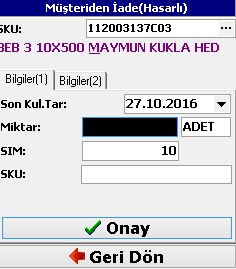 Müşteriden İade(Hasarlı)
SKU: 112003137C03 ...
BEB 3 10X500 MAYMUN KUKLA HED
Bilgiler(1) Bilgiler(2)
Son Kul.Tar: 27.10.2016
Miktar: ADET
SIM: 10
SKU:
Onay
Geri Dön